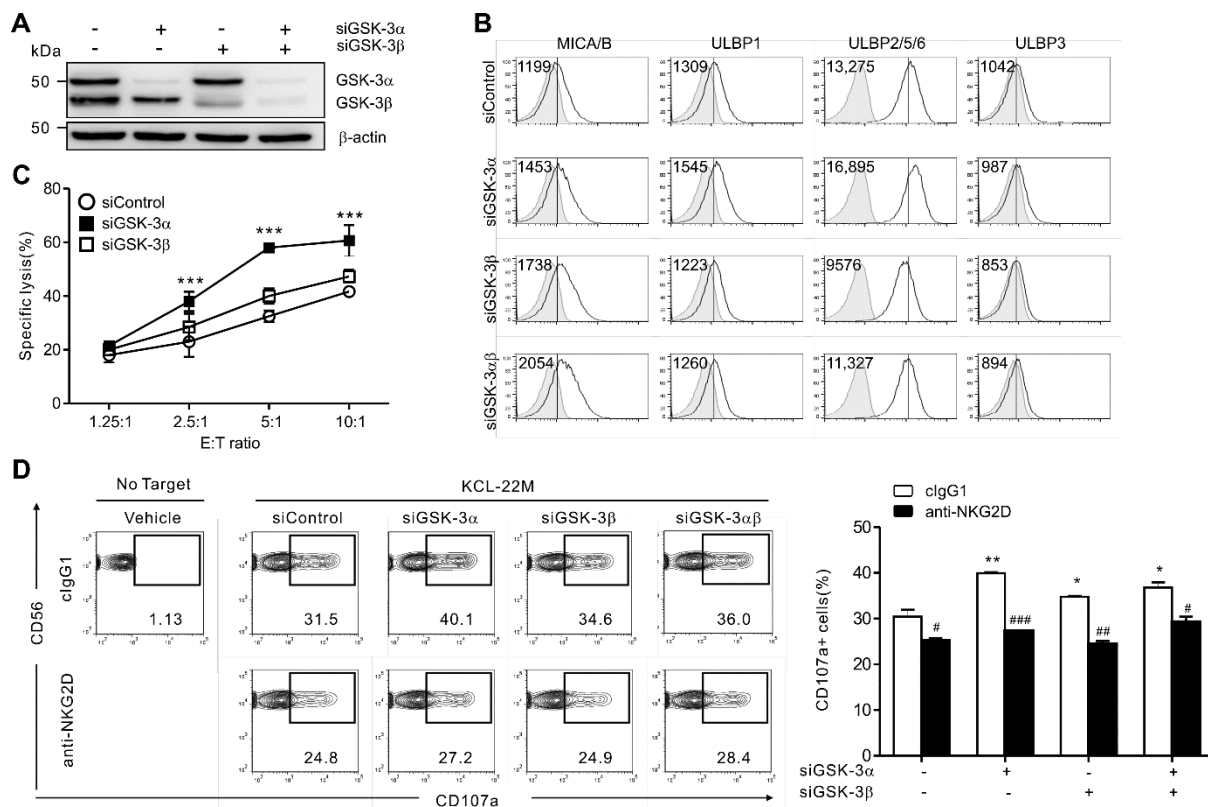 A
- + - + siGSK-3α
kDa - - + + siGSK-3β
50 GSK-3α
GSK-3β
50 β-actin
B
MICA/B ULBP1 ULBP2/5/6 ULBP3
siControl 1199 1309 13,275 1042
siGSK-3α 1453 1545 16,895 987
siGSK-3β 1738 1223 9576 853
siGSK-3αβ 2054 1260 11,327 894
C
siControl
siGSK-3α
siGSK-3β
*** *** ***
Specific lysis(%)
80
60
40
20
0
1.25:1 2.5:1 5:1 10:1
E:T ratio
D
No Target KCL-22M
Vehicle siControl siGSK-3α siGSK-3β siGSK-3αβ
CD56
clgG1
1.13 31.5 40.1 34.6 36.0
anti-NKG2D
24.8 27.2 24.9 28.4
CD107a
clgG1
anti-NKG2D
CD107a+ cells(%)
50
40
30
20
10
0
** * *
# ### ## #
siGSK-3α - + - +
siGSK-3β - - + +